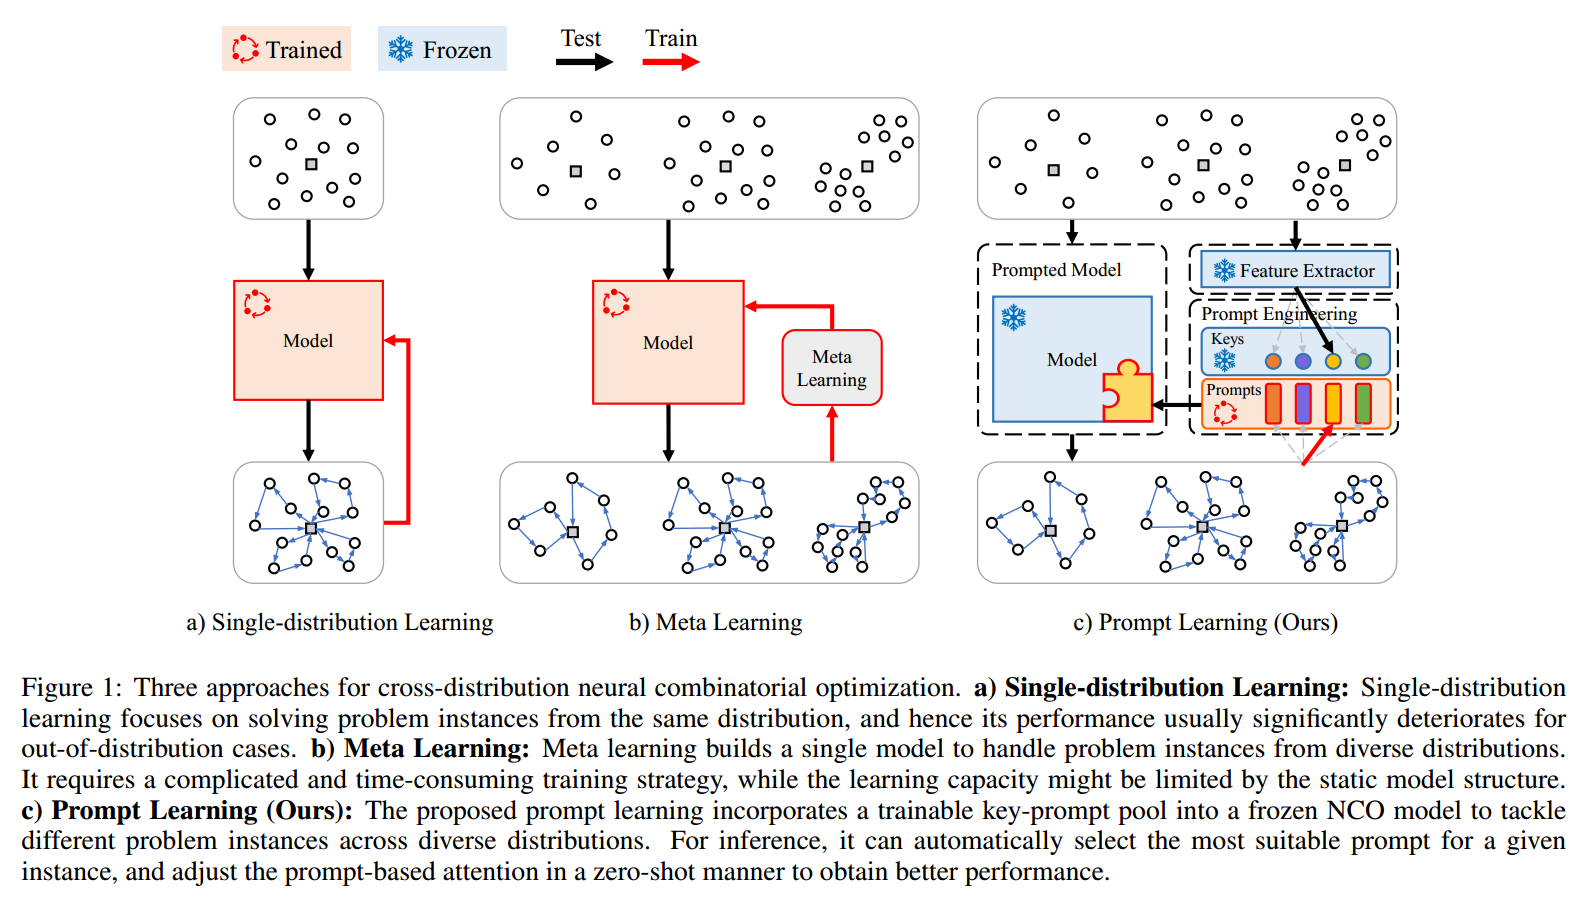 Trained
Frozen
Test
Train
Model
Model
Meta
Learning
Prompted Model
Model
Feature Extractor
Prompt Engineering
Keys
Prompts
a) Single-distribution Learning
b) Meta Learning
c) Prompt Learning (Ours)
Figure 1: Three approaches for cross-distribution neural combinatorial optimization. a) Single-distribution Learning: Single-distribution
learning focuses on solving problem instances from the same distribution, and hence its performance usually significantly deteriorates for
out-of-distribution cases. b) Meta Learning: Meta learning builds a single model to handle problem instances from diverse distributions.
It requires a complicated and time-consuming training strategy, while the learning capacity might be limited by the static model structure.
c) Prompt Learning (Ours): The proposed prompt learning incorporates a trainable key-prompt pool into a frozen NCO model to tackle
different problem instances across diverse distributions. For inference, it can automatically select the most suitable prompt for a given
instance, and adjust the prompt-based attention in a zero-shot manner to obtain better performance.